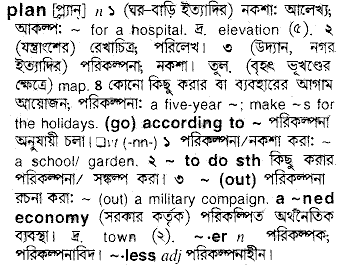 plan [প্ল্যান] n ১ (ঘর-বাড়ি ইত্যাদির) নকশা: আলেখ্য;
আকল্প: ~ for a hospital. দ্র. elevation (৫). ২
(যন্ত্রাংশের) রেখাচিত্র; পরিলেখ। ৩ (উদ্যান, নগর
ইত্যাদির) পরিকল্পনা; নকশা। তুল. (বৃহৎ ভূখণ্ডের
ক্ষেত্রে) map. ৪ কোনো কিছু করার বা ব্যবহারের আগাম
আয়োজন; পরিকল্পনা: a five-year ~; make ~s for
the holidays. (go) according to ~ পরিকল্পনা
অনুযায়ী চলা। □vt (-nn-) ১ পরিকল্পনা/নকশা করা: ~
a school/ garden. ২ ~ to do sth কিছু করার
পরিকল্পনা/ সঙ্কল্প করা। ৩ ~ (out) পরিকল্পনা
রচনা করা: ~ (out) a military compaign. a ~ned
economy (সরকার কর্তৃক) পরিকল্পিত অর্থনৈতিক
ব্যবস্থা। দ্র. town (২). ~·er n পরিকল্পক;
পরিকল্পনাবিদ। ~·less adj পরিকল্পনাহীন।